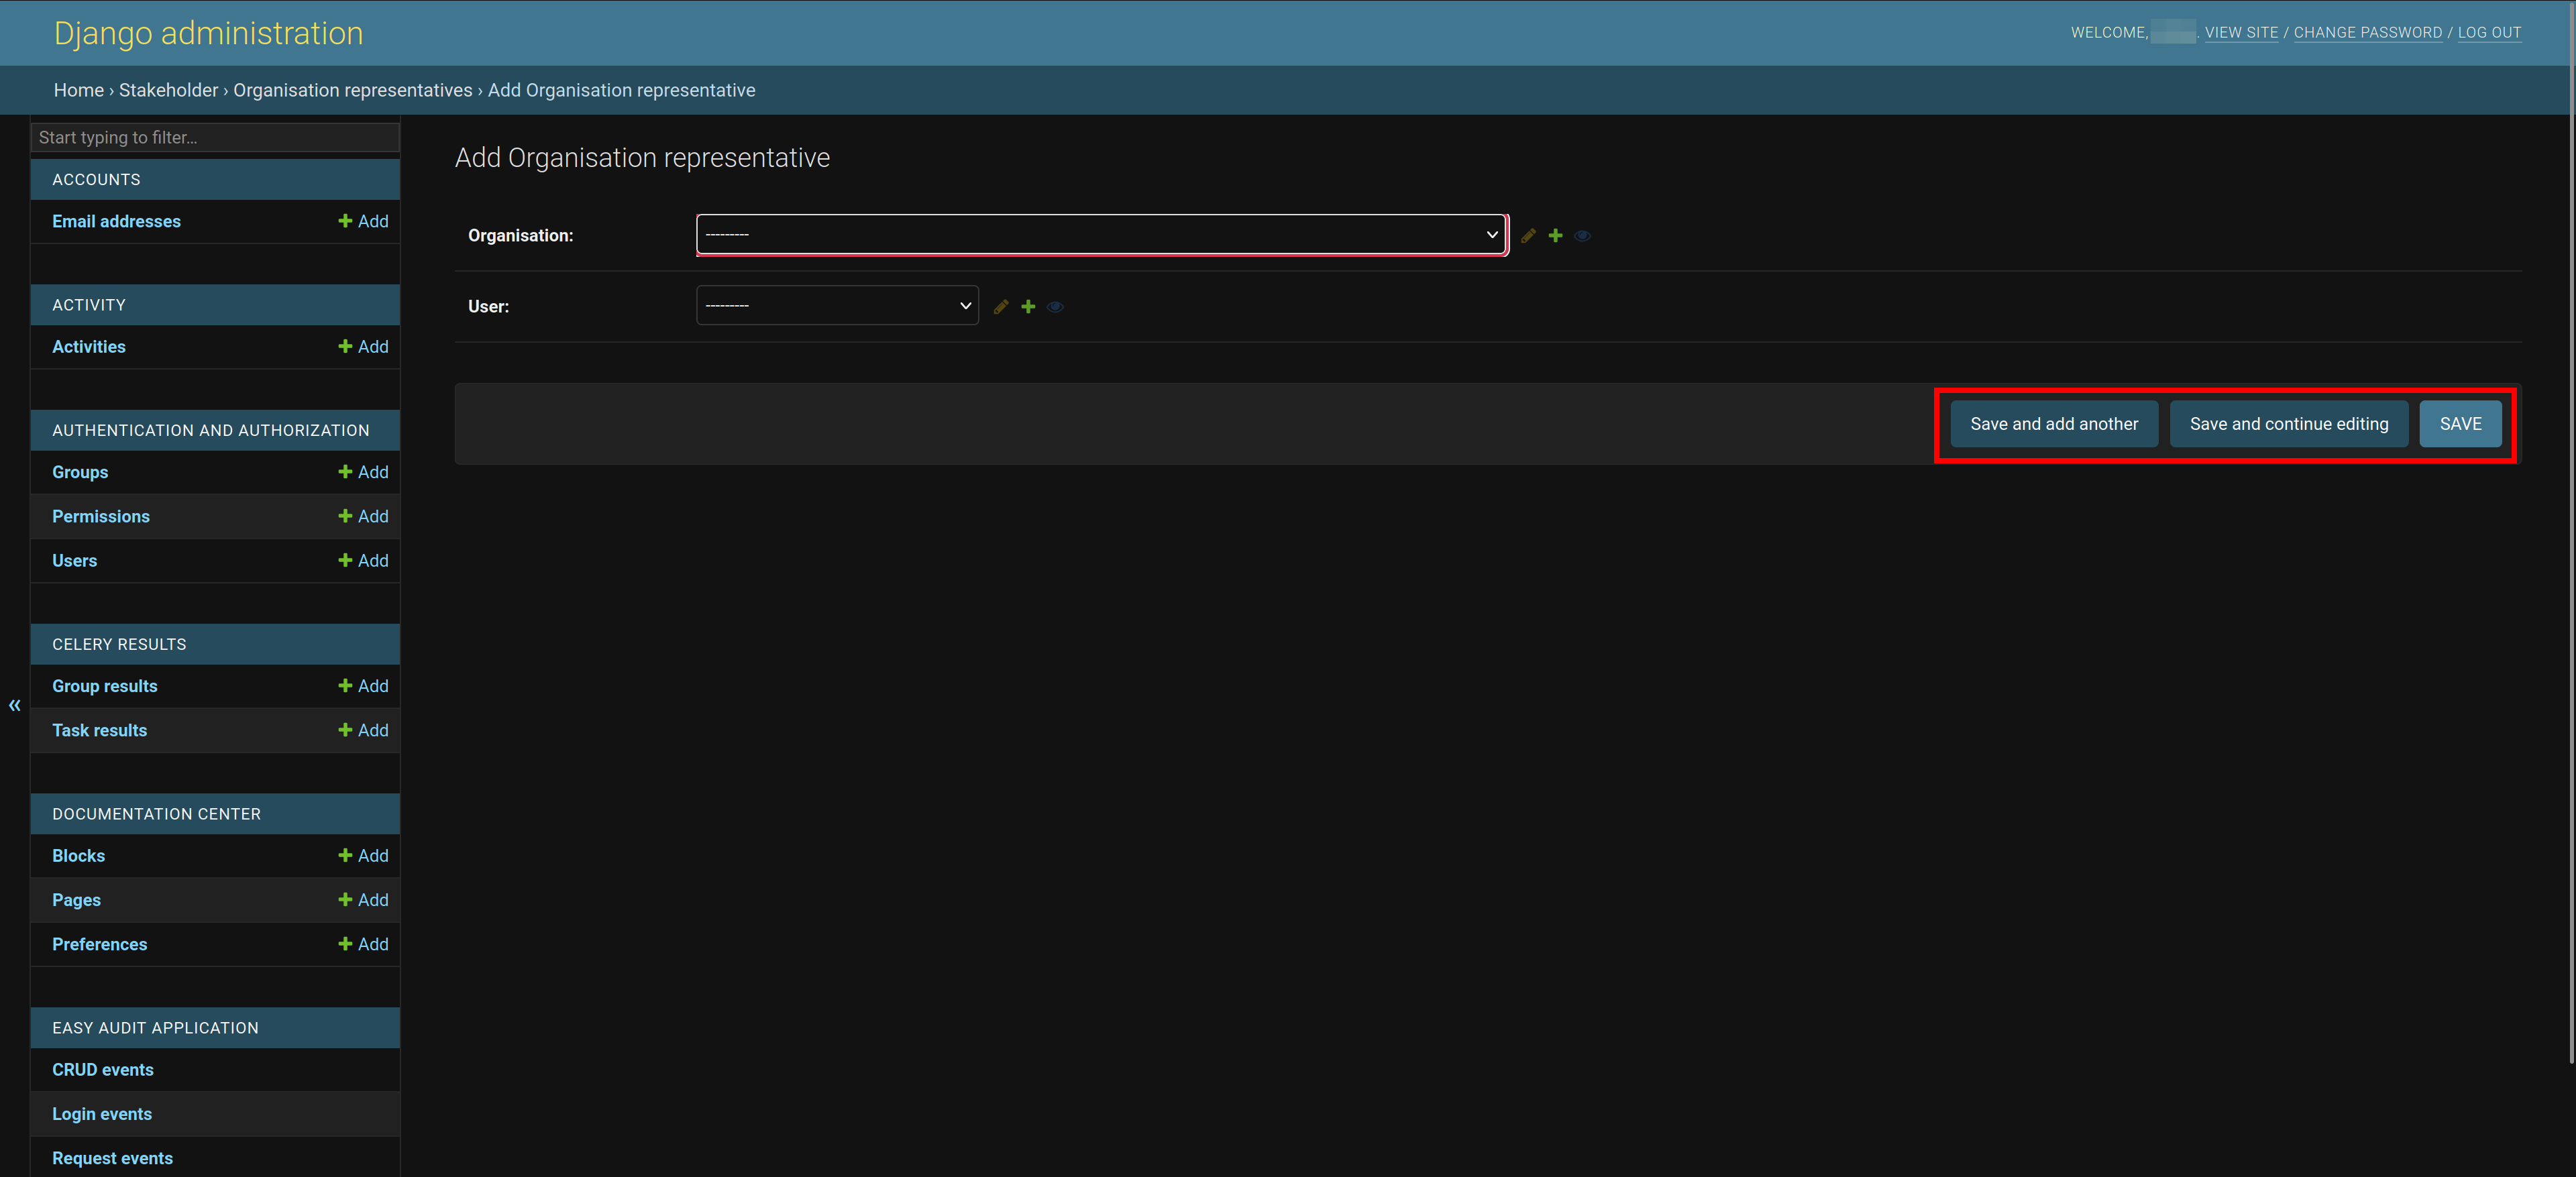 Django administration
WELCOME, . VIEW SITE / CHANGE PASSWORD / LOG OUT
Home › Stakeholder › Organisation representatives › Add Organisation representative
Start typing to filter...
ACCOUNTS
Email addresses Add
ACTIVITY
Activities Add
AUTHENTICATION AND AUTHORIZATION
Groups Add
Permissions Add
Users Add
CELERY RESULTS
Group results Add
Task results Add
DOCUMENTATION CENTER
Blocks Add
Pages Add
Preferences Add
EASY AUDIT APPLICATION
CRUD events
Login events
Request events
«
Add Organisation representative
Organisation: ---------
User: ---------
Save and add another Save and continue editing SAVE